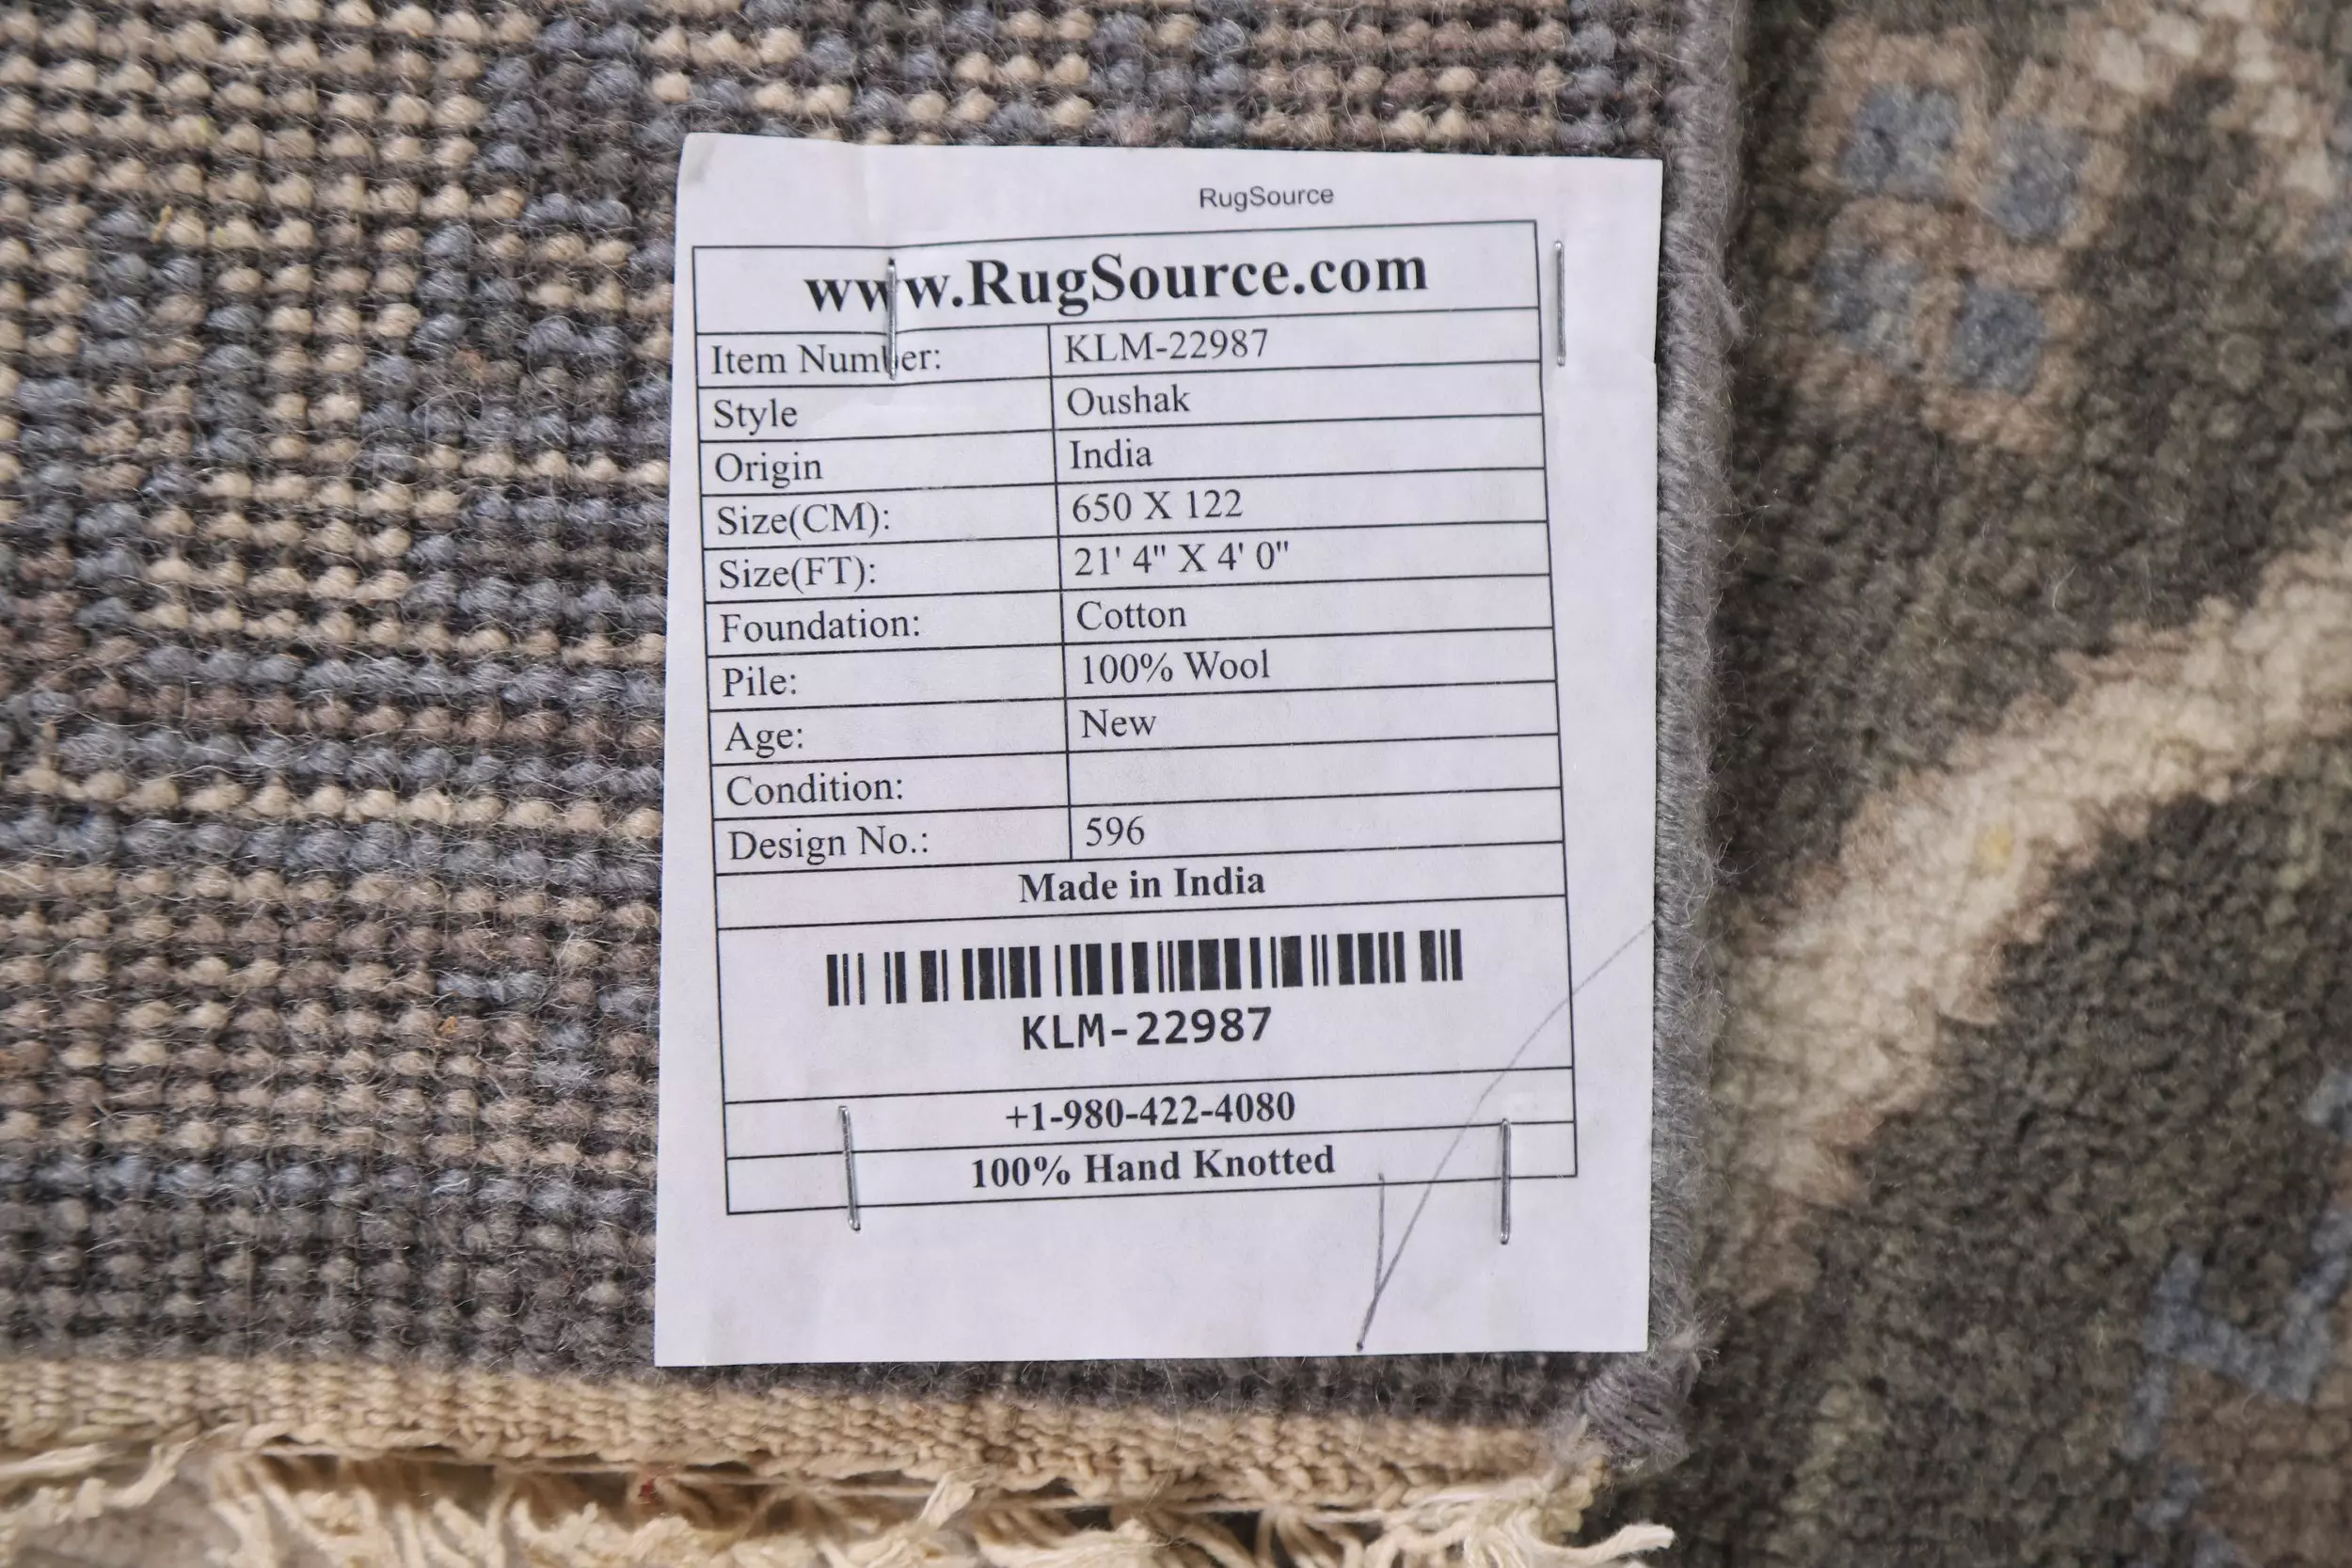 RugSource
www.RugSource.com
Item Number: KLM-22987
Style Oushak
Origin India
Size(CM): 650 X 122
Size(FT): 21' 4" X 4' 0"
Foundation: Cotton
Pile: 100% Wool
Age: New
Condition:
Design No.: 596
Made in India
KLM-22987
+1-980-422-4080
100% Hand Knotted